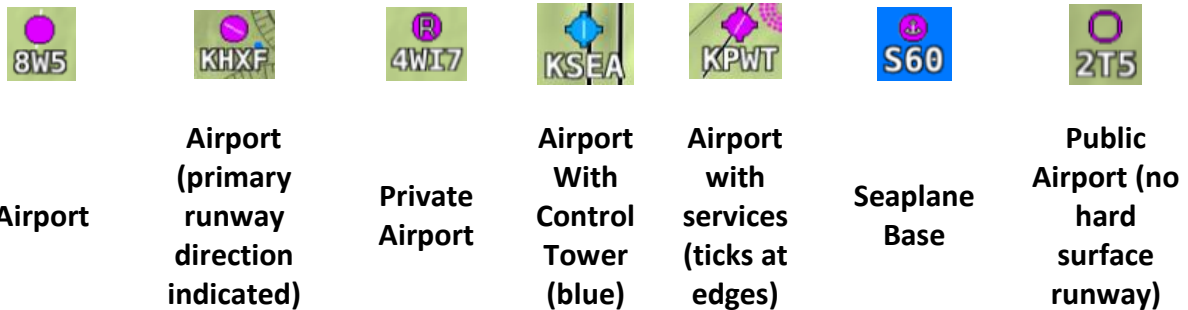 8W5
KHXF
R
4WI7
KSEA
KPWT
S60
2T5
Airport
Airport
(primary
runway
direction
indicated)
Private
Airport
Airport
With
Control
Tower
(blue)
Airport
with
services
(ticks at
edges)
Seaplane
Base
Public
Airport (no
hard
surface
runway)